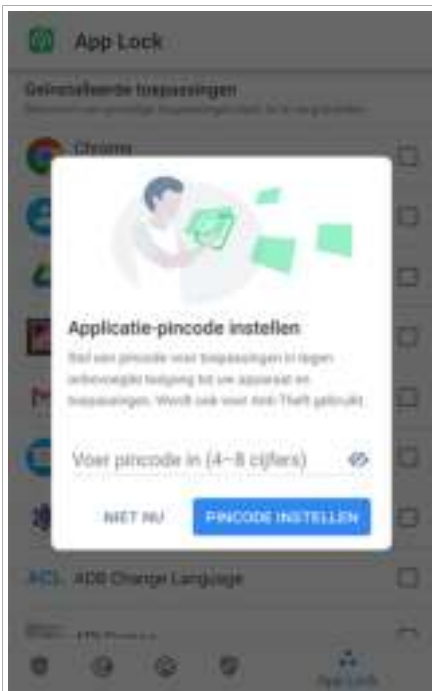 App Lock
Geïnstalleerde toepassingen
Chrome
Applicatie-pincode instellen
Stel een pincode voor toepassingen in tegen
onbevoegde toegang tot uw apparaat en
toepassingen. Wordt ook voor Anti-Theft gebruikt.
Voer pincode in (4–8 cijfers)
NIET NU
PINCODE INSTELLEN
ACL
ADB Change Language
App Lock